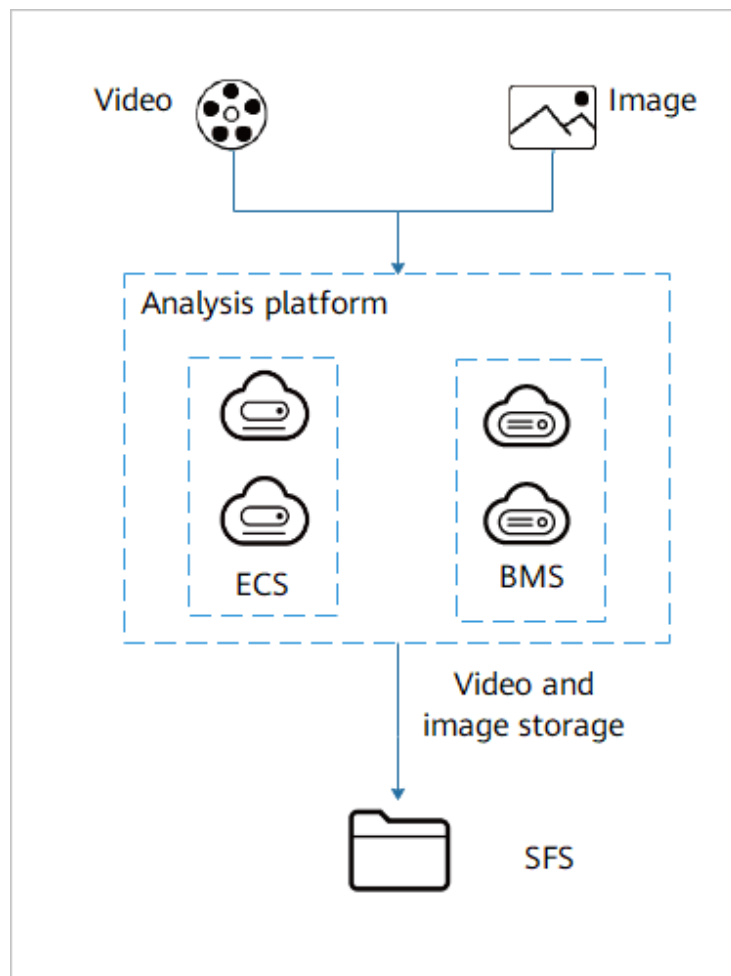 Video
Image
Analysis platform
ECS
BMS
Video and
image storage
SFS